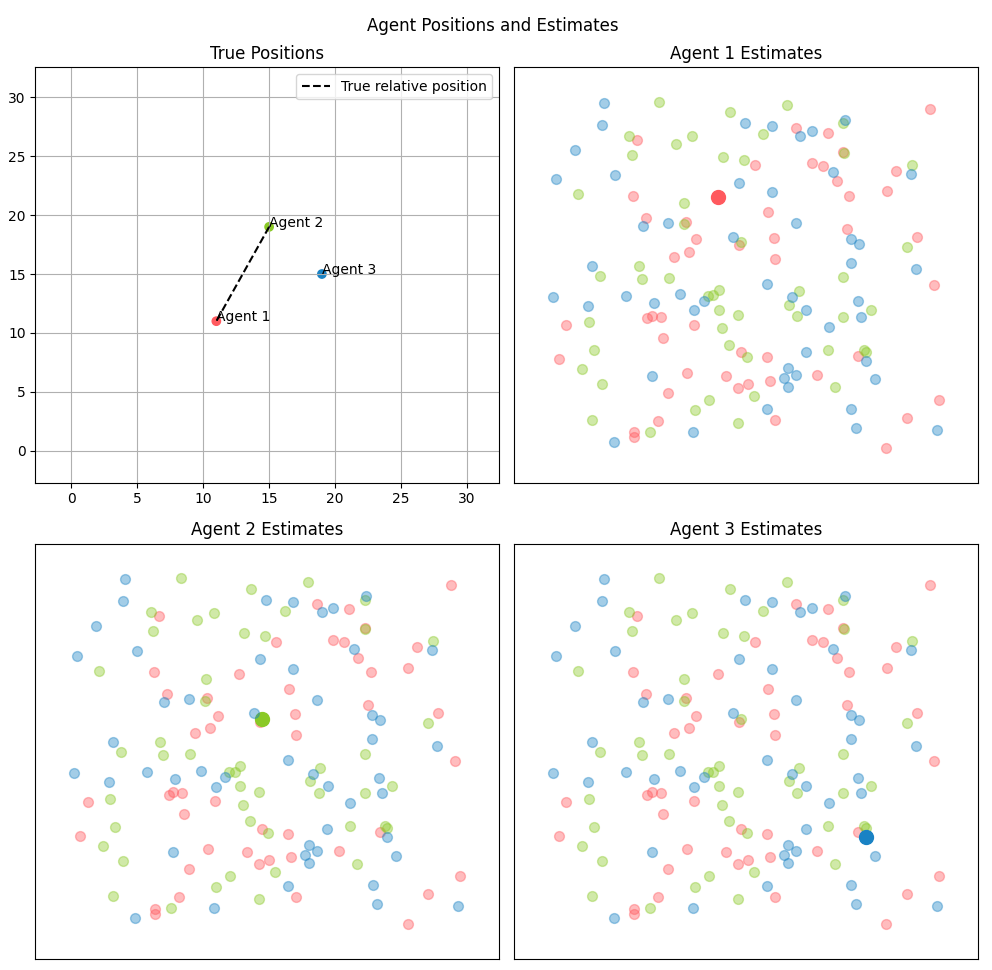 Agent Positions and Estimates
True Positions
True relative position
30
25
20
15
10
5
0
Agent 2
Agent 3
Agent 1
0 5 10 15 20 25 30
Agent 1 Estimates
Agent 2 Estimates
Agent 3 Estimates